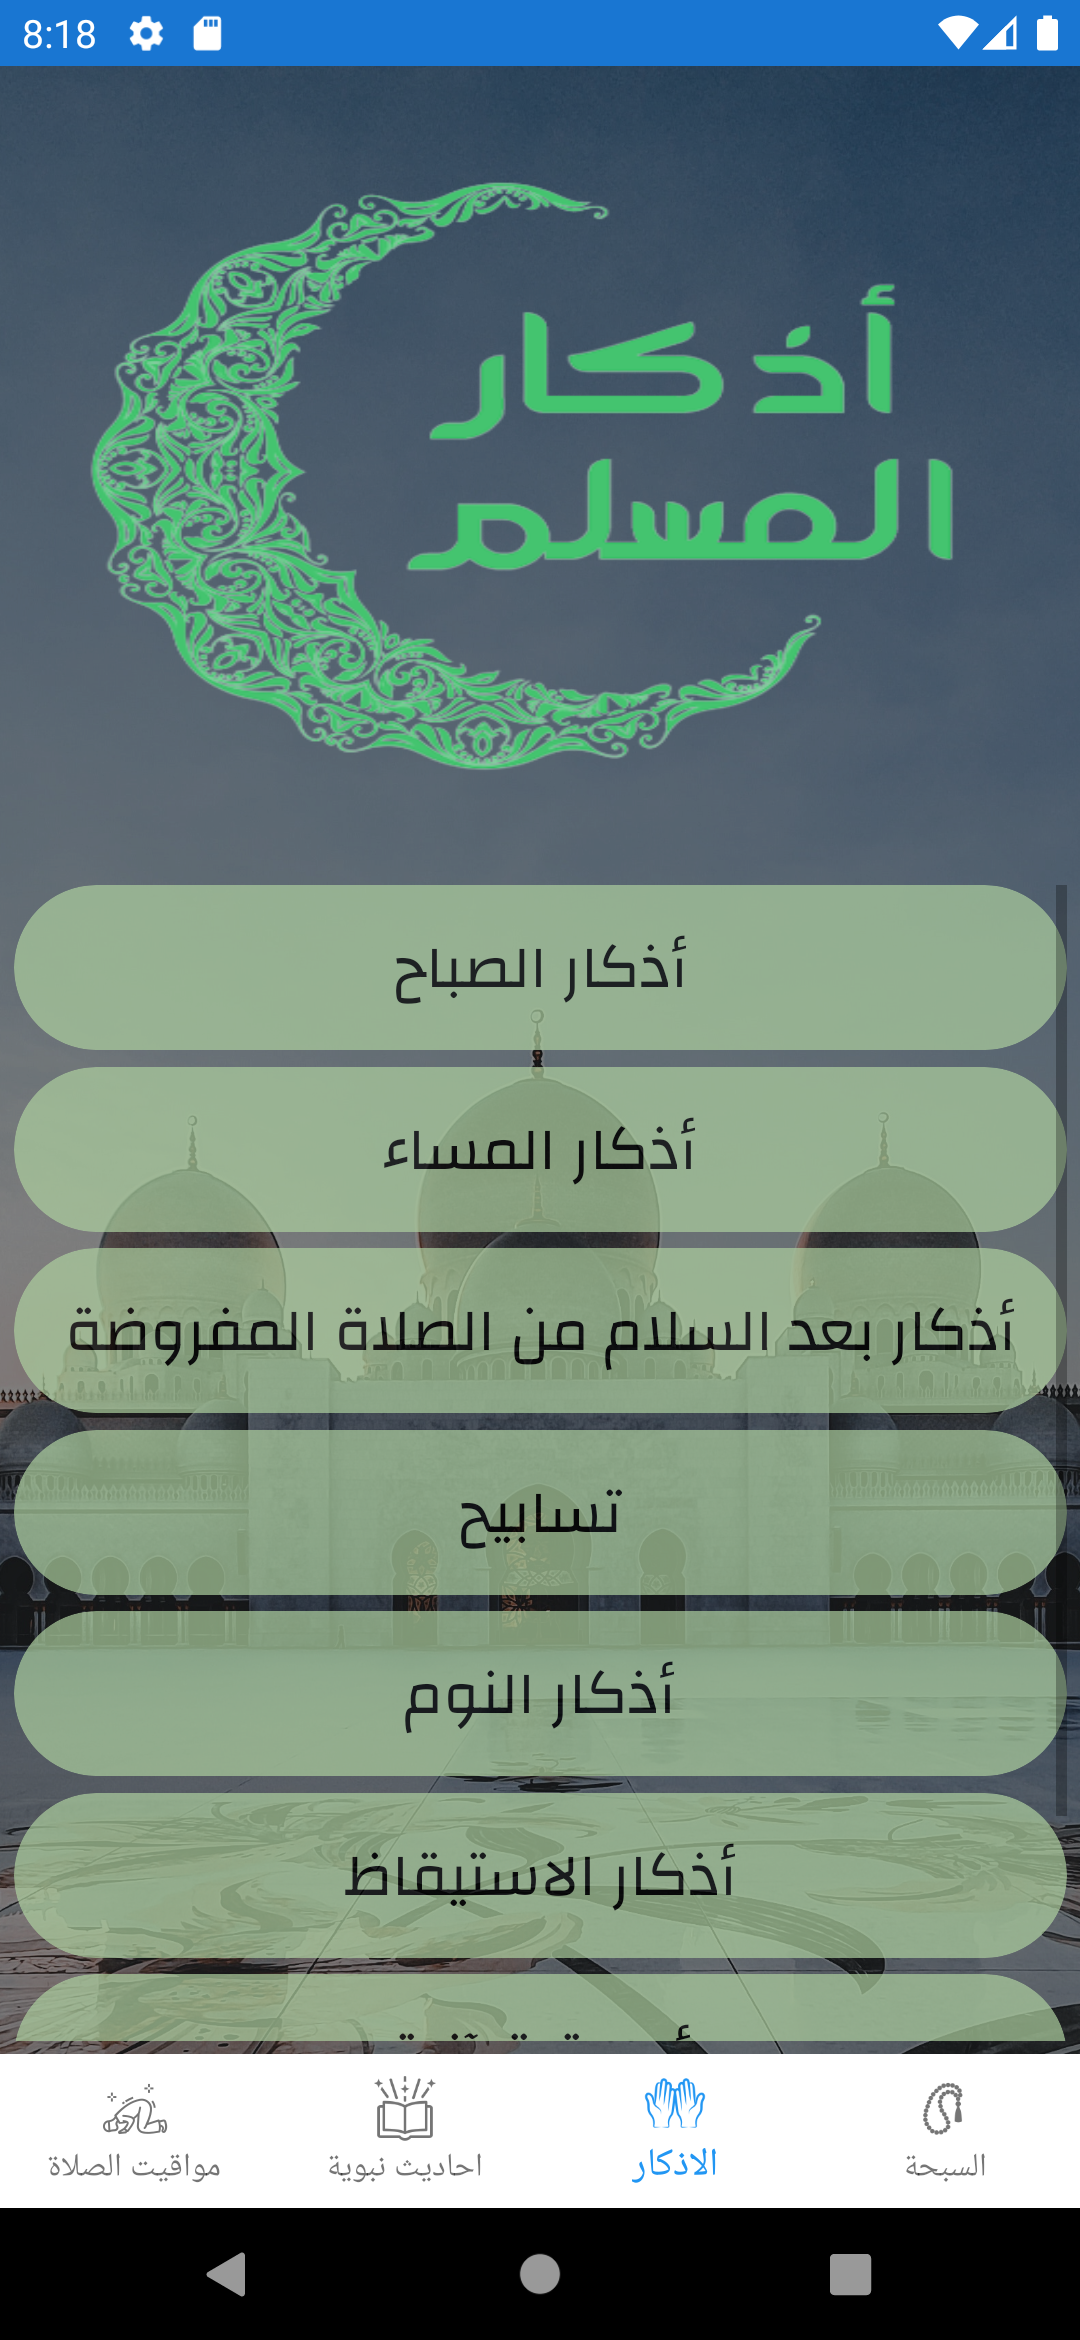 8:18
أذكار
المسلم
أذكار الصباح
أذكار المساء
أذكار بعد السلام من الصلاة المفروضة
تسابيح
أذكار النوم
أذكار الاستيقاظ
السبحة
الاذكار
احاديث نبوية
مواقيت الصلاة